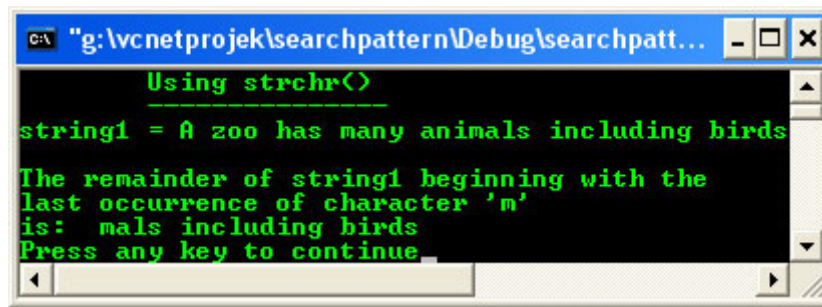 "g:\vcnetprojek\searchpattern\Debug\searchpatt...
Using strchr()
----------------
string1 = A zoo has many animals including birds
The remainder of string1 beginning with the
last occurrence of character 'm'
is:  mals including birds
Press any key to continue_